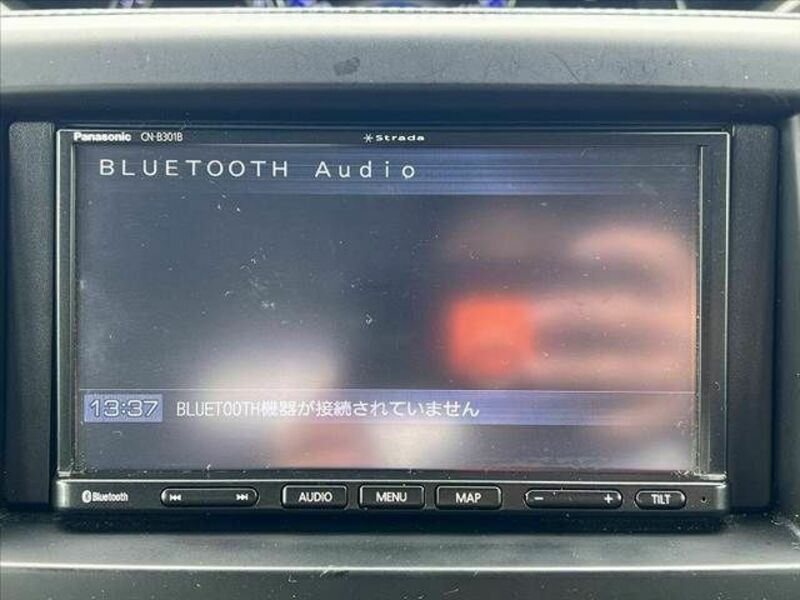 Panasonic CN-B301B Strada
BLUETOOTH Audio
13:37 BLUETOOTH機器が接続されていません
Bluetooth AUDIO MENU MAP − + TILT